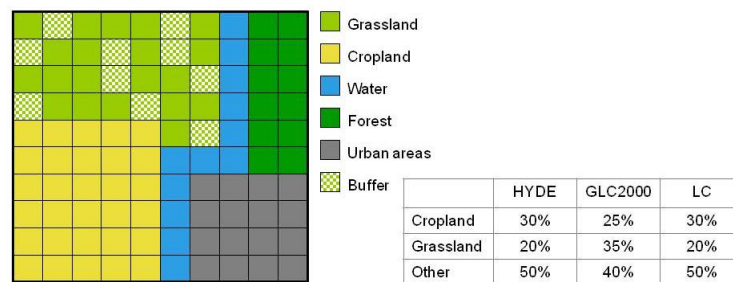 Grassland
Cropland
Water
Forest
Urban areas
Buffer
HYDE GLC2000 LC
Cropland 30% 25% 30%
Grassland 20% 35% 20%
Other 50% 40% 50%